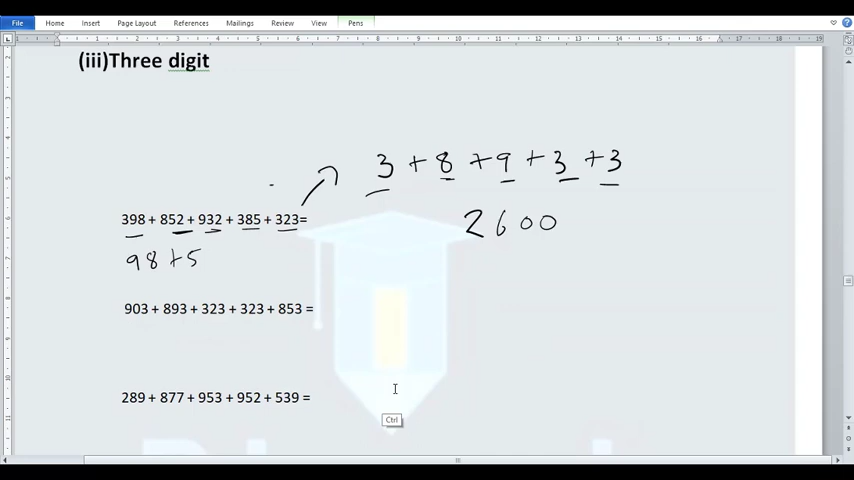 File Home Insert Page Layout References Mailings Review View Pens
(iii)Three digit
3 + 8 + 9 + 3 + 3
398 + 852 + 932 + 385 + 323=
2600
98 + 5
903 + 893 + 323 + 323 + 853 =
289 + 877 + 953 + 952 + 539 =
Ctrl